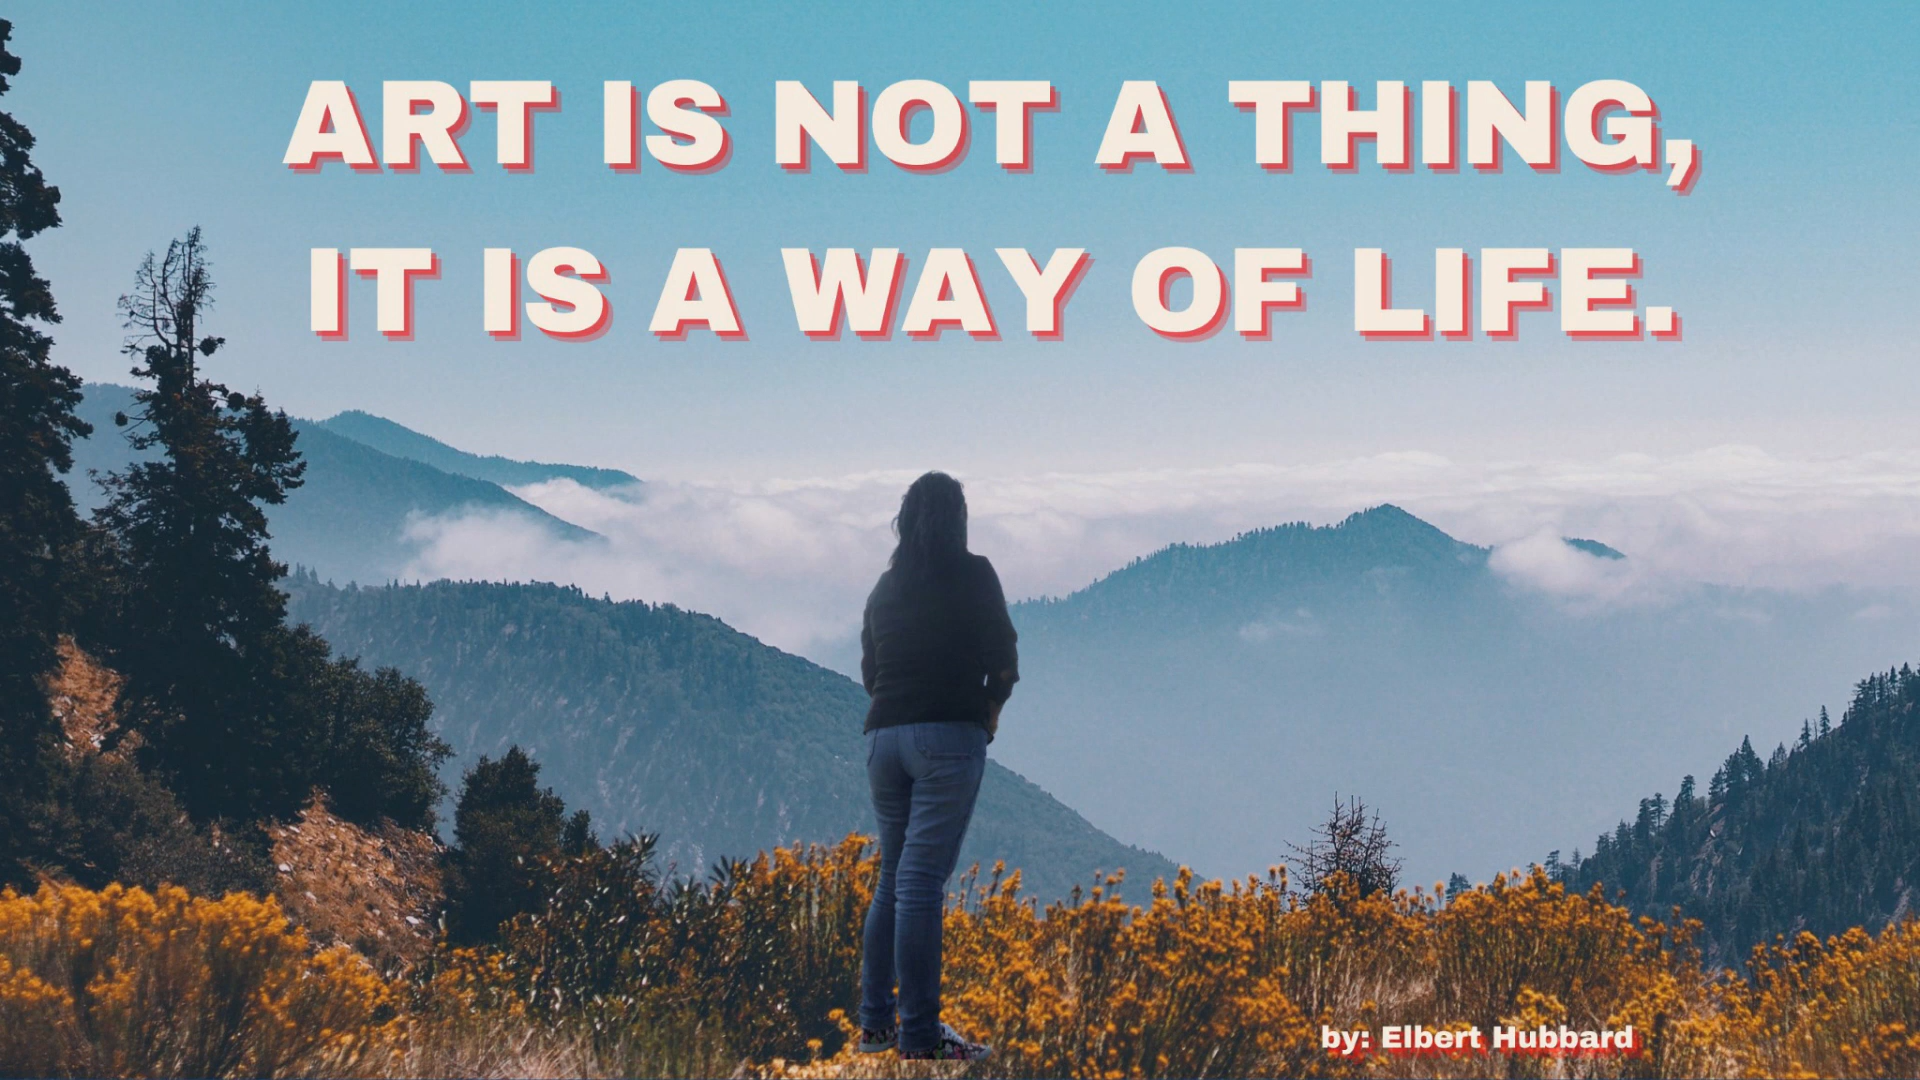 ART IS NOT A THING,
IT IS A WAY OF LIFE.
by: Elbert Hubbard